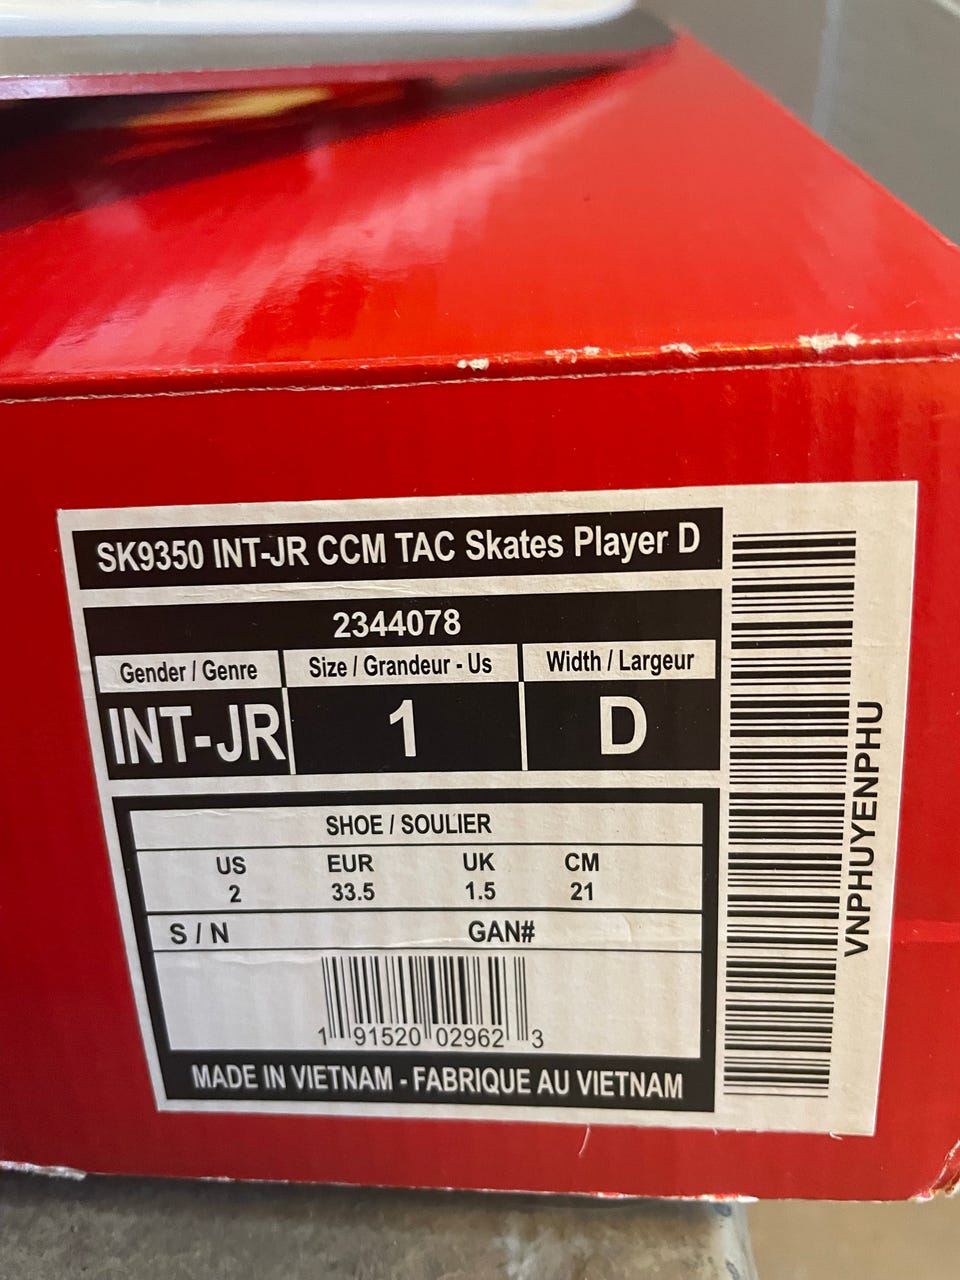 SK9350 INT-JR CCM TAC Skates Player D
2344078
Gender / Genre Size / Grandeur - Us Width / Largeur
INT-JR 1 D
SHOE / SOULIER
US EUR UK CM
2 33.5 1.5 21
S / N GAN#
1 91520 02962 3
MADE IN VIETNAM - FABRIQUE AU VIETNAM
VNPHUYENPHU